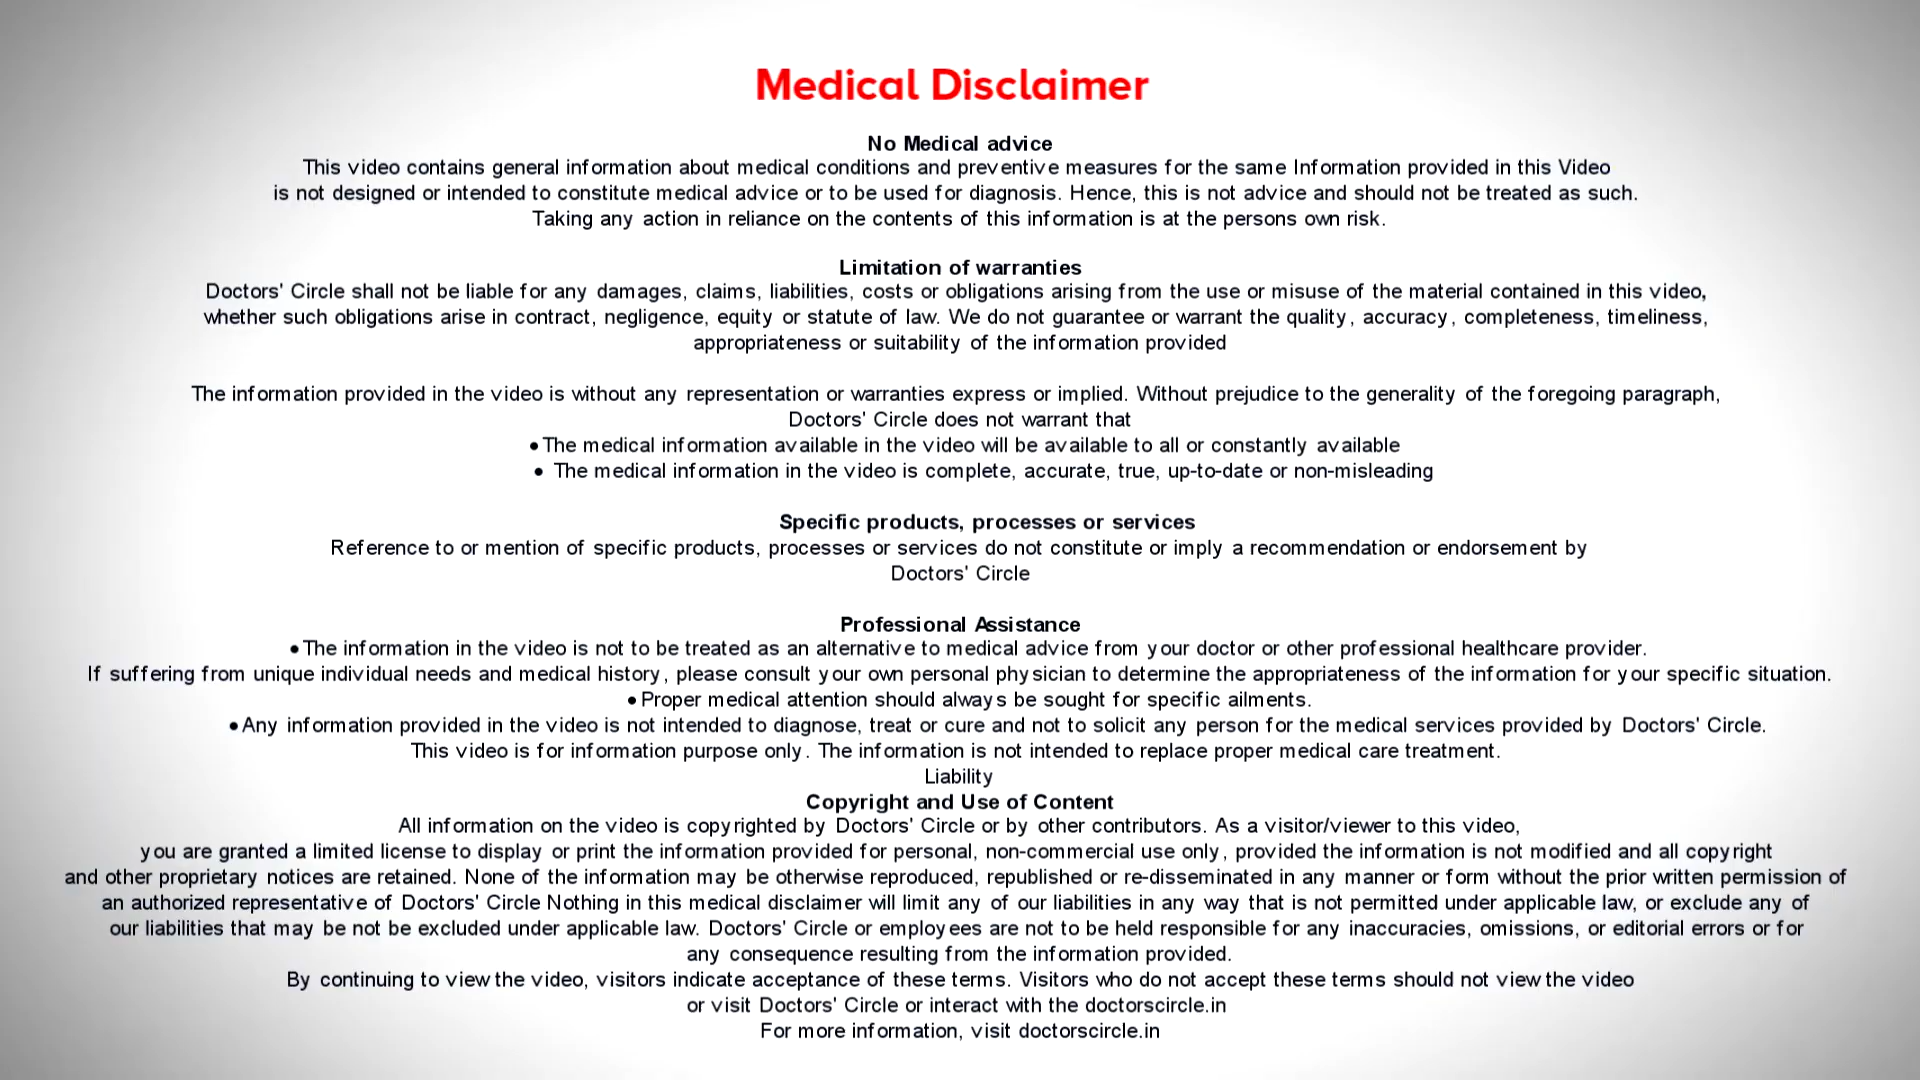 Medical Disclaimer
No Medical advice
This video contains general information about medical conditions and preventive measures for the same Information provided in this Video
is not designed or intended to constitute medical advice or to be used for diagnosis. Hence, this is not advice and should not be treated as such.
Taking any action in reliance on the contents of this information is at the persons own risk.
Limitation of warranties
Doctors' Circle shall not be liable for any damages, claims, liabilities, costs or obligations arising from the use or misuse of the material contained in this video,
whether such obligations arise in contract, negligence, equity or statute of law. We do not guarantee or warrant the quality, accuracy, completeness, timeliness,
appropriateness or suitability of the information provided
The information provided in the video is without any representation or warranties express or implied. Without prejudice to the generality of the foregoing paragraph,
Doctors' Circle does not warrant that
• The medical information available in the video will be available to all or constantly available
• The medical information in the video is complete, accurate, true, up-to-date or non-misleading
Specific products, processes or services
Reference to or mention of specific products, processes or services do not constitute or imply a recommendation or endorsement by
Doctors' Circle
Professional Assistance
• The information in the video is not to be treated as an alternative to medical advice from your doctor or other professional healthcare provider.
If suffering from unique individual needs and medical history, please consult your own personal physician to determine the appropriateness of the information for your specific situation.
• Proper medical attention should always be sought for specific ailments.
• Any information provided in the video is not intended to diagnose, treat or cure and not to solicit any person for the medical services provided by Doctors' Circle.
This video is for information purpose only. The information is not intended to replace proper medical care treatment.
Liability
Copyright and Use of Content
All information on the video is copyrighted by Doctors' Circle or by other contributors. As a visitor/viewer to this video,
you are granted a limited license to display or print the information provided for personal, non-commercial use only, provided the information is not modified and all copyright
and other proprietary notices are retained. None of the information may be otherwise reproduced, republished or re-disseminated in any manner or form without the prior written permission of
an authorized representative of Doctors' Circle Nothing in this medical disclaimer will limit any of our liabilities in any way that is not permitted under applicable law, or exclude any of
our liabilities that may be not be excluded under applicable law. Doctors' Circle or employees are not to be held responsible for any inaccuracies, omissions, or editorial errors or for
any consequence resulting from the information provided.
By continuing to view the video, visitors indicate acceptance of these terms. Visitors who do not accept these terms should not view the video
or visit Doctors' Circle or interact with the doctorscircle.in
For more information, visit doctorscircle.in